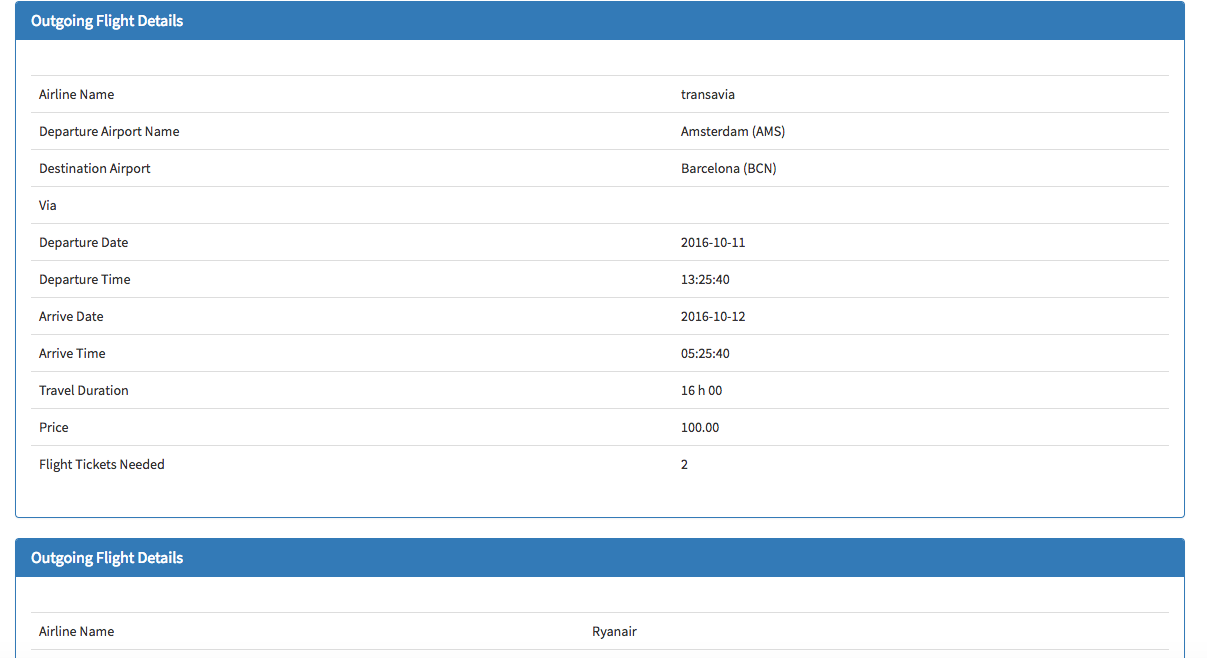 Outgoing Flight Details
Airline Name transavia
Departure Airport Name Amsterdam (AMS)
Destination Airport Barcelona (BCN)
Via
Departure Date 2016-10-11
Departure Time 13:25:40
Arrive Date 2016-10-12
Arrive Time 05:25:40
Travel Duration 16 h 00
Price 100.00
Flight Tickets Needed 2
Outgoing Flight Details
Airline Name Ryanair